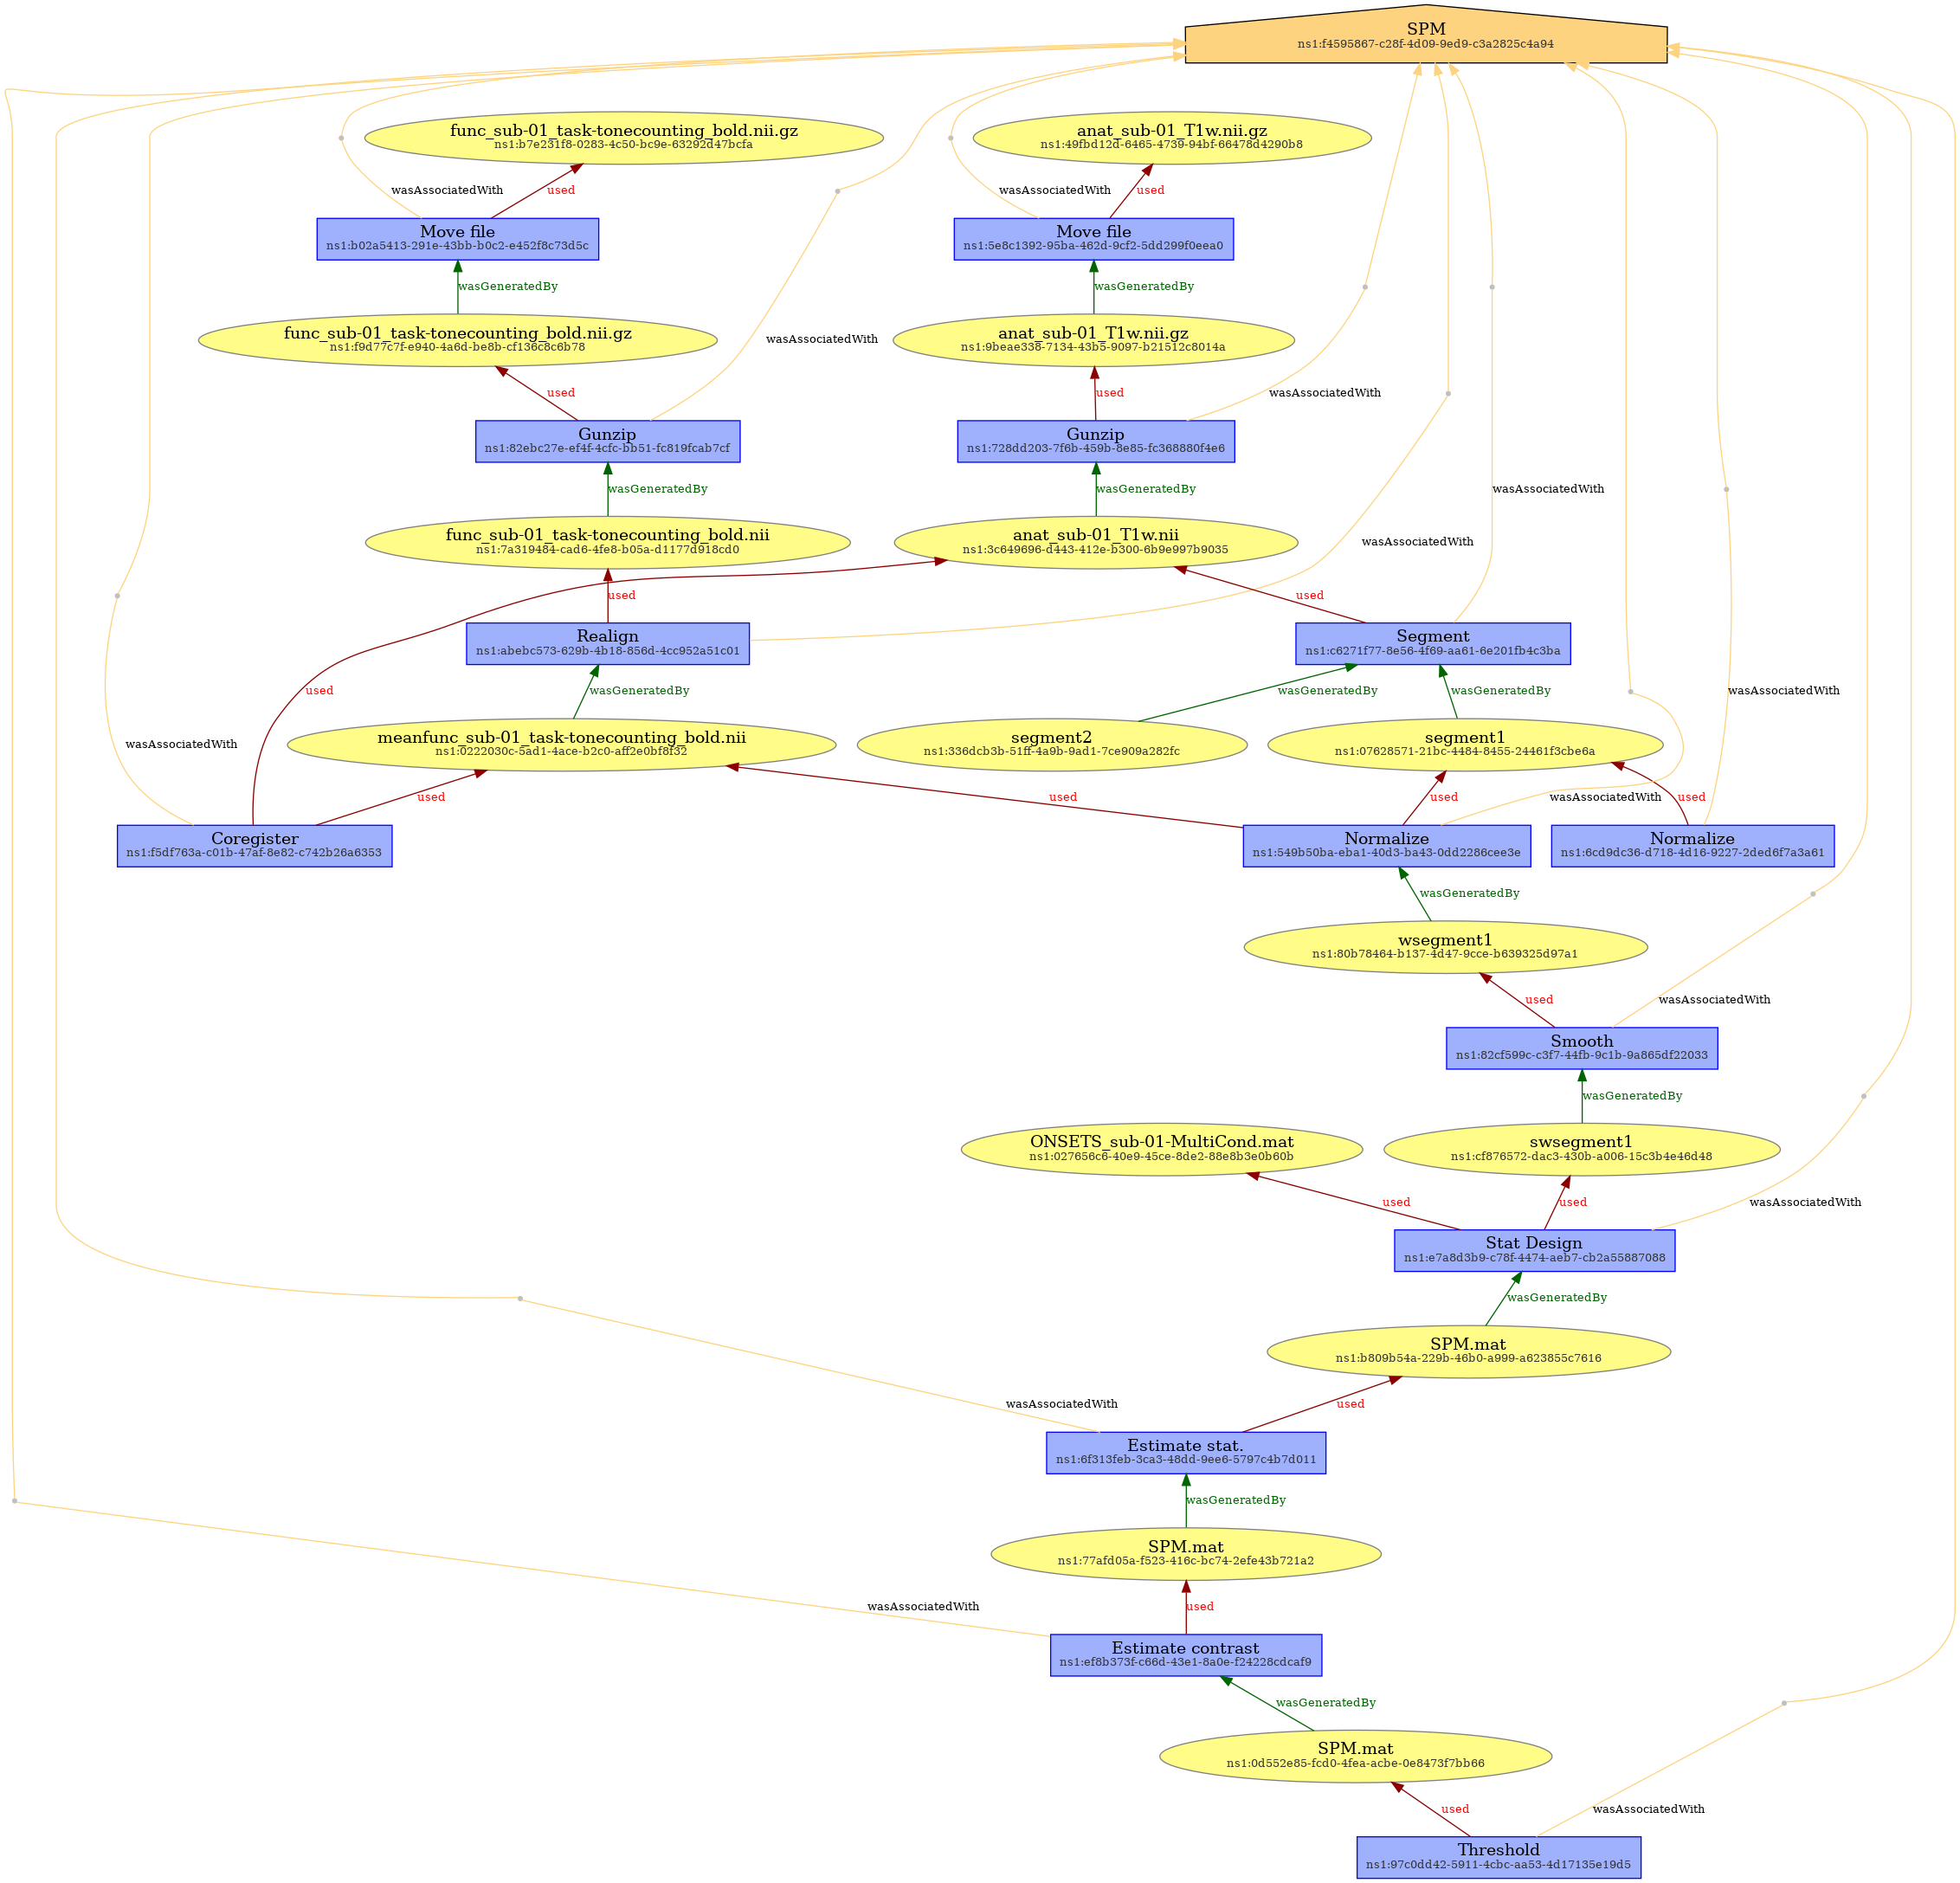 SPM
ns1:f4595867-c28f-4d09-9ed9-c3a2825c4a94
func_sub-01_task-tonecounting_bold.nii.gz
ns1:b7e231f8-0283-4c50-bc9e-63292d47bcfa
anat_sub-01_T1w.nii.gz
ns1:49fbd12d-6465-4739-94bf-66478d4290b8
wasAssociatedWith
used
wasAssociatedWith
used
Move file
ns1:b02a5413-291e-43bb-b0c2-e452f8c73d5c
Move file
ns1:5e8c1392-95ba-462d-9cf2-5dd299f0eea0
wasGeneratedBy
wasGeneratedBy
func_sub-01_task-tonecounting_bold.nii.gz
ns1:f9d77c7f-e940-4a6d-be8b-cf136c8c6b78
wasAssociatedWith
anat_sub-01_T1w.nii.gz
ns1:9beae338-7134-43b5-9097-b21512c8014a
used
used
wasAssociatedWith
Gunzip
ns1:82ebc27e-ef4f-4cfc-bb51-fc819fcab7cf
Gunzip
ns1:728dd203-7f6b-459b-8e85-fc368880f4e6
wasGeneratedBy
wasGeneratedBy
wasAssociatedWith
func_sub-01_task-tonecounting_bold.nii
ns1:7a319484-cad6-4fe8-b05a-d1177d918cd0
anat_sub-01_T1w.nii
ns1:3c649696-d443-412e-b300-6b9e997b9035
wasAssociatedWith
used
used
Realign
ns1:abebc573-629b-4b18-856d-4cc952a51c01
Segment
ns1:c6271f77-8e56-4f69-aa61-6e201fb4c3ba
used
wasGeneratedBy
wasGeneratedBy
wasGeneratedBy
wasAssociatedWith
wasAssociatedWith
meanfunc_sub-01_task-tonecounting_bold.nii
ns1:0222030c-5ad1-4ace-b2c0-aff2e0bf8f32
segment2
ns1:336dcb3b-51ff-4a9b-9ad1-7ce909a282fc
segment1
ns1:07628571-21bc-4484-8455-24461f3cbe6a
used
used
used
wasAssociatedWith
used
Coregister
ns1:f5df763a-c01b-47af-8e82-c742b26a6353
Normalize
ns1:549b50ba-eba1-40d3-ba43-0dd2286cee3e
Normalize
ns1:6cd9dc36-d718-4d16-9227-2ded6f7a3a61
wasGeneratedBy
wsegment1
ns1:80b78464-b137-4d47-9cce-b639325d97a1
used
wasAssociatedWith
Smooth
ns1:82cf599c-c3f7-44fb-9c1b-9a865df22033
wasGeneratedBy
ONSETS_sub-01-MultiCond.mat
ns1:027656c6-40e9-45ce-8de2-88e8b3e0b60b
swsegment1
ns1:cf876572-dac3-430b-a006-15c3b4e46d48
used
used
wasAssociatedWith
Stat Design
ns1:e7a8d3b9-c78f-4474-aeb7-cb2a55887088
wasGeneratedBy
SPM.mat
ns1:b809b54a-229b-46b0-a999-a623855c7616
wasAssociatedWith
used
Estimate stat.
ns1:6f313feb-3ca3-48dd-9ee6-5797c4b7d011
wasGeneratedBy
SPM.mat
ns1:77afd05a-f523-416c-bc74-2efe43b721a2
wasAssociatedWith
used
Estimate contrast
ns1:ef8b373f-c66d-43e1-8a0e-f24228cdcaf9
wasGeneratedBy
SPM.mat
ns1:0d552e85-fcd0-4fea-acbe-0e8473f7bb66
used
wasAssociatedWith
Threshold
ns1:97c0dd42-5911-4cbc-aa53-4d17135e19d5